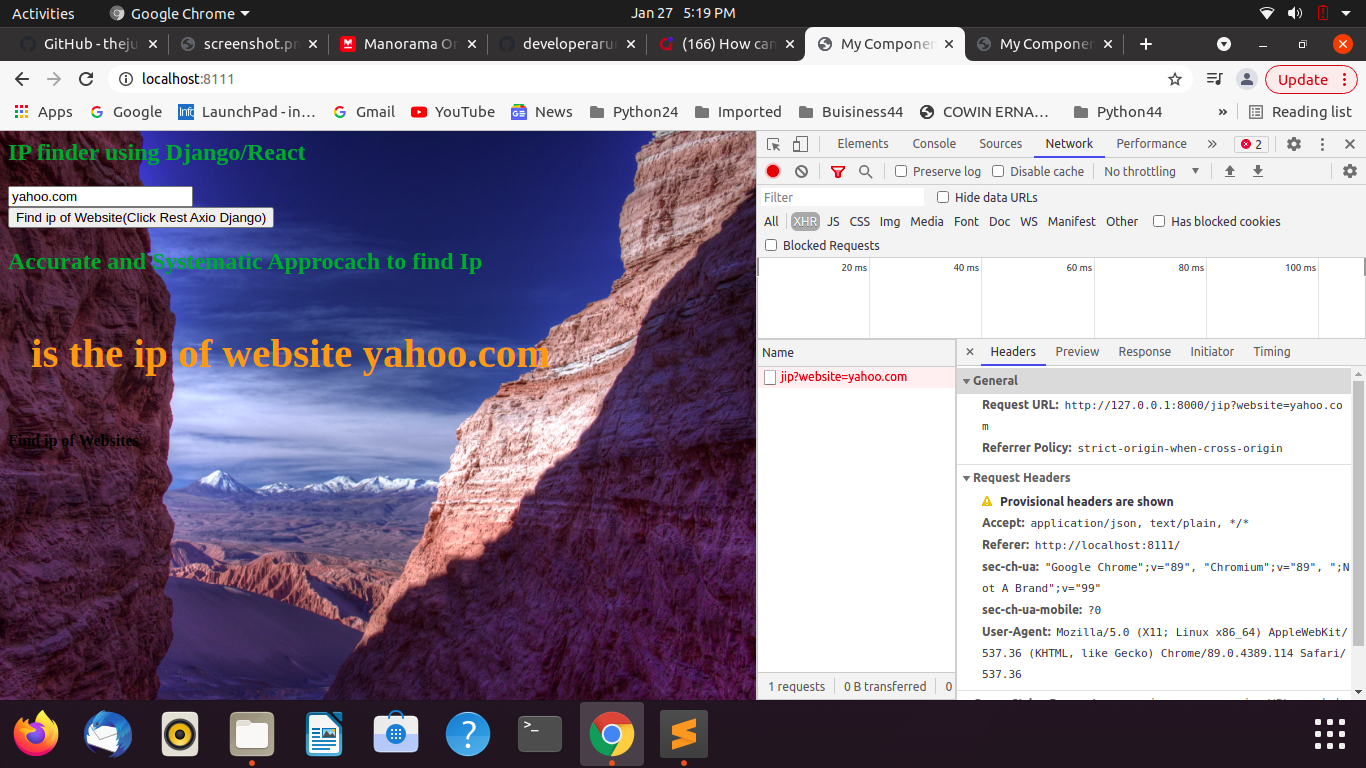 Activities
Google Chrome
Jan 27 5:19 PM
GitHub - theju
screenshot.pn
Manorama On
developerarun
(166) How can
My Componen
My Componen
localhost:8111
Update
Apps
Google
LaunchPad - in…
Gmail
YouTube
News
Python24
Imported
Buisiness44
COWIN ERNA…
Python44
»
Reading list
IP finder using Django/React
yahoo.com
Find ip of Website(Click Rest Axio Django)
Accurate and Systematic Approcach to find Ip
is the ip of website yahoo.com
Find ip of Websites
Elements
Console
Sources
Network
Performance
»
2
Preserve log
Disable cache
No throttling
Filter
Hide data URLs
All
XHR
JS
CSS
Img
Media
Font
Doc
WS
Manifest
Other
Has blocked cookies
Blocked Requests
20 ms
40 ms
60 ms
80 ms
100 ms
Name
jip?website=yahoo.com
1 requests
0 B transferred
0
Headers
Preview
Response
Initiator
Timing
General
Request URL: http://127.0.0.1:8000/jip?website=yahoo.co
m
Referrer Policy: strict-origin-when-cross-origin
Request Headers
Provisional headers are shown
Accept: application/json, text/plain, */*
Referer: http://localhost:8111/
sec-ch-ua: "Google Chrome";v="89", "Chromium";v="89", ";N
ot A Brand";v="99"
sec-ch-ua-mobile: ?0
User-Agent: Mozilla/5.0 (X11; Linux x86_64) AppleWebKit/
537.36 (KHTML, like Gecko) Chrome/89.0.4389.114 Safari/
537.36